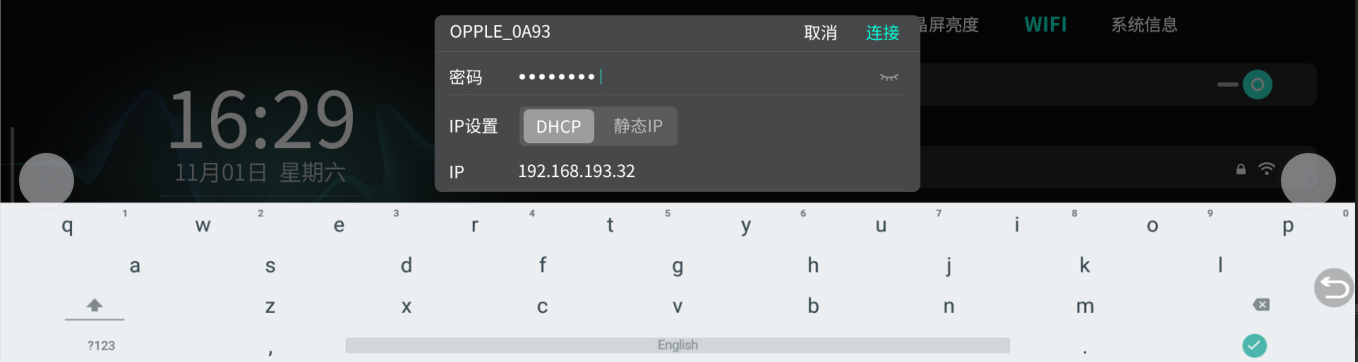 OPPLE_0A93 取消 连接
晶屏亮度 WIFI 系统信息
密码 ••••••••
16:29
11月01日 星期六
IP设置 DHCP 静态IP
IP 192.168.193.32
1 2 3 4 5 6 7 8 9 0
q w e r t y u i o p
a s d f g h j k l
z x c v b n m
?123 , English .